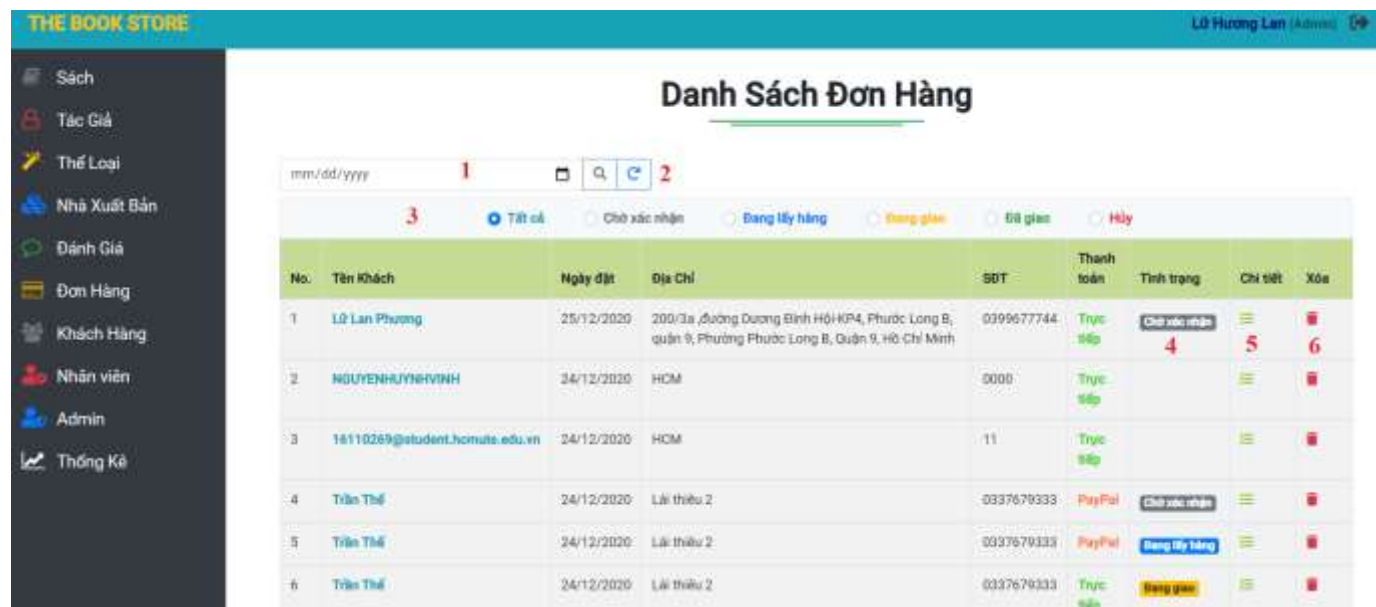 THE BOOK STORE
Lữ Hương Lan (Admin)
Sách
Tác Giả
Thể Loại
Nhà Xuất Bản
Đánh Giá
Đơn Hàng
Khách Hàng
Nhân viên
Admin
Thống Kê
Danh Sách Đơn Hàng
mm/dd/yyyy 1 2
3 Tất cả Chờ xác nhận Đang lấy hàng Đang giao Đã giao Hủy
No. Tên Khách Ngày đặt Địa Chỉ SĐT Thanh toán Tình trạng Chi tiết Xóa
1 Lữ Lan Phương 25/12/2020 200/3a ,đường Dương Đình Hội-KP4, Phước Long B, 0399677744 Trực Chờ xác nhận
quận 9, Phường Phước Long B, Quận 9, Hồ Chí Minh tiếp 4 5 6
2 NGUYENHUYNHVINH 24/12/2020 HCM 0000 Trực
tiếp
3 16110269@student.hcmute.edu.vn 24/12/2020 HCM 11 Trực
tiếp
4 Trần Thế 24/12/2020 Lái thiêu 2 0337679333 PayPal Chờ xác nhận
5 Trần Thế 24/12/2020 Lái thiêu 2 0337679333 PayPal Đang lấy hàng
6 Trần Thế 24/12/2020 Lái thiêu 2 0337679333 Trực Đang giao
tiếp